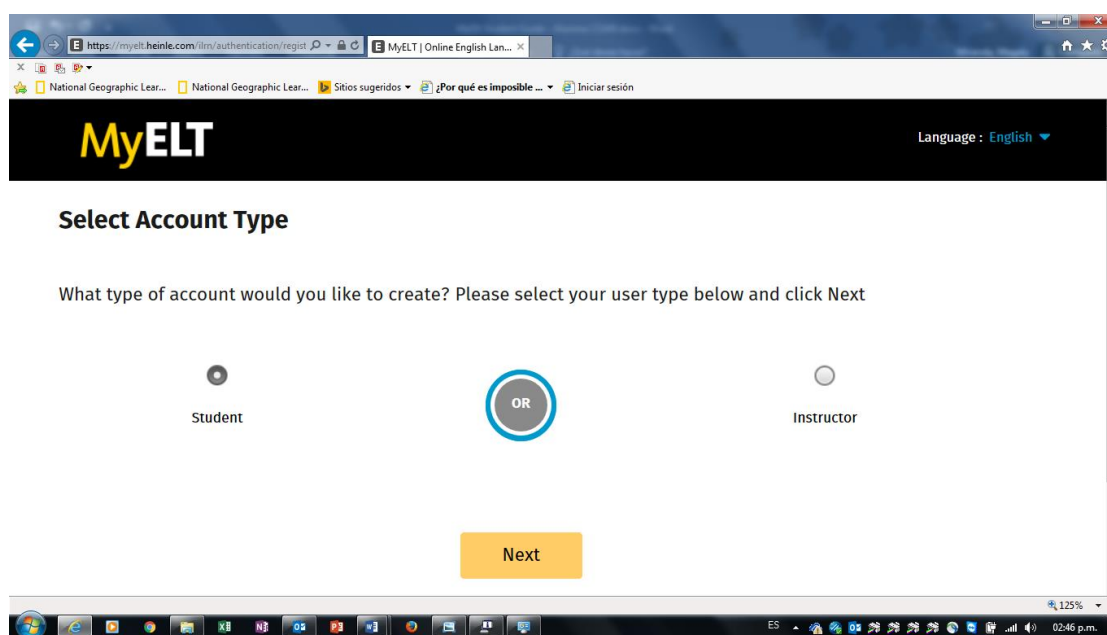 https://myelt.heinle.com/ilrn/authentication/regist
MyELT | Online English Lan...
National Geographic Lear...
National Geographic Lear...
Sitios sugeridos
¿Por qué es imposible ...
Iniciar sesión
MyELT
Language : English
Select Account Type
What type of account would you like to create? Please select your user type below and click Next
OR
Student
Instructor
Next
125%
ES
02:46 p.m.